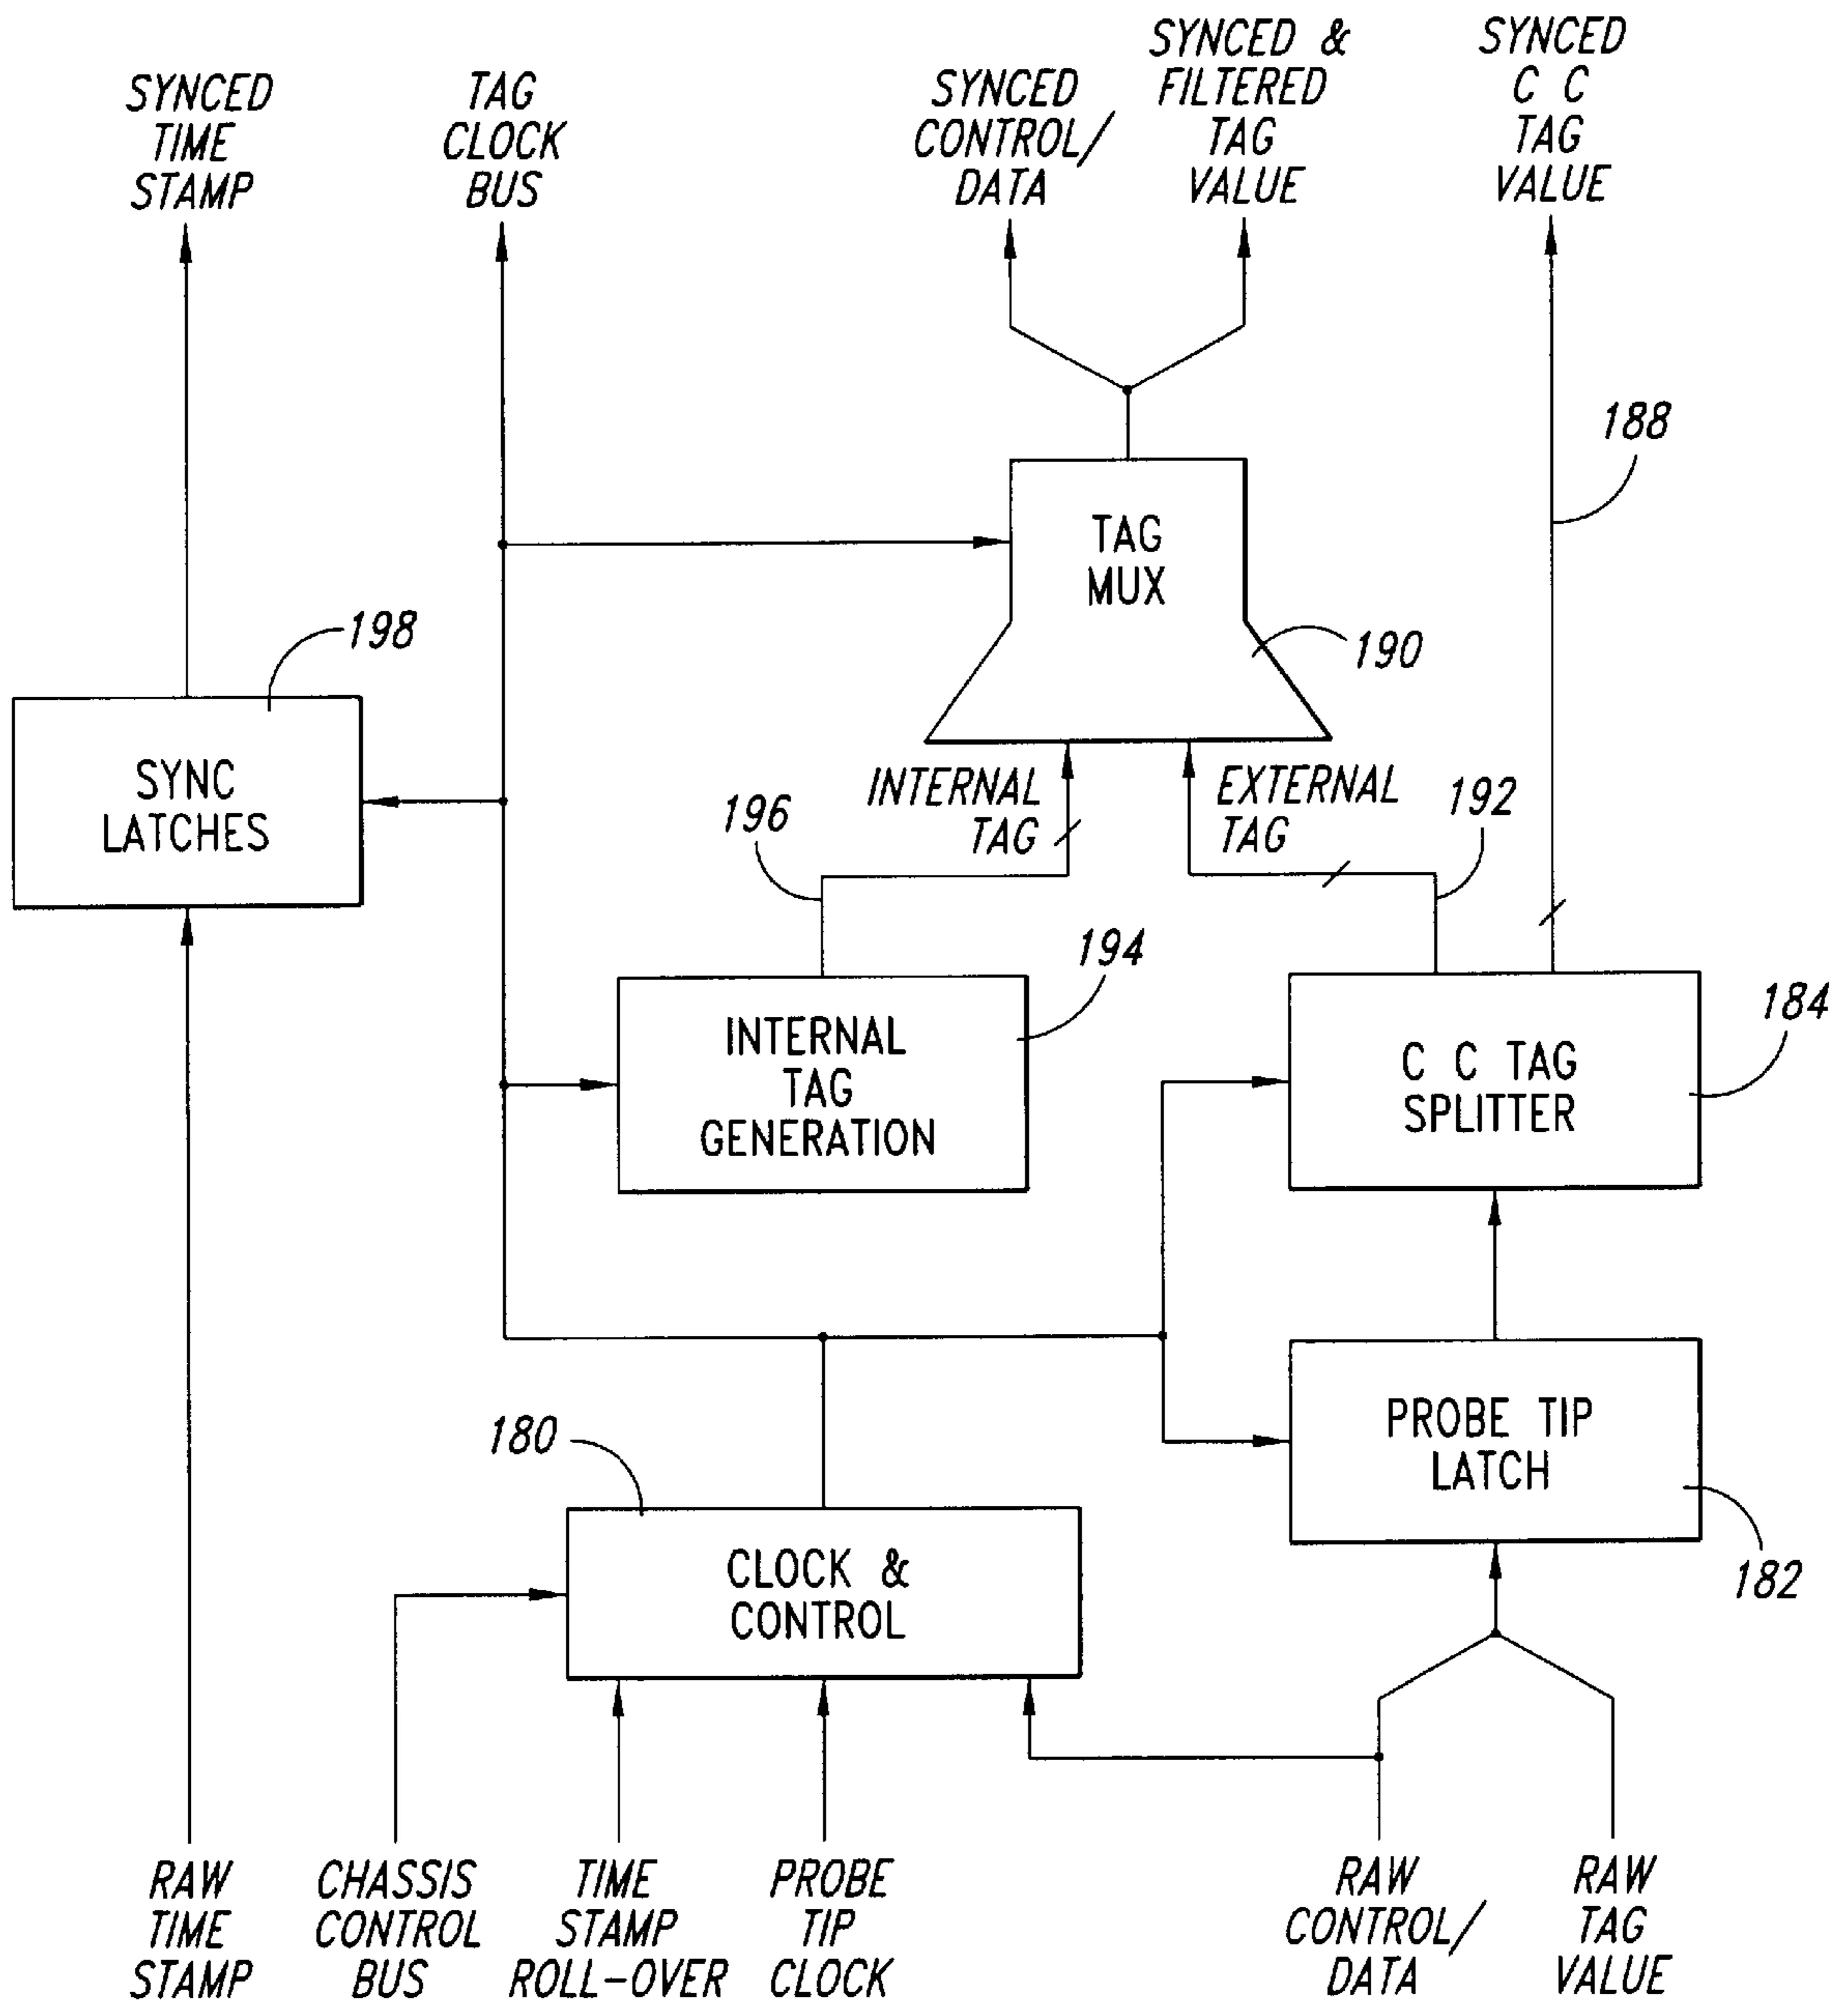 SYNCED
TIME
STAMP
TAG
CLOCK
BUS
SYNCED
CONTROL/
DATA
SYNCED &
FILTERED
TAG
VALUE
SYNCED
C C
TAG
VALUE
188
TAG
MUX
190
198
SYNC
LATCHES
INTERNAL
TAG
EXTERNAL
TAG
196
192
194
INTERNAL
TAG
GENERATION
184
C C TAG
SPLITTER
180
CLOCK &
CONTROL
PROBE TIP
LATCH
182
RAW
TIME
STAMP
CHASSIS
CONTROL
BUS
TIME
STAMP
ROLL-OVER
PROBE
TIP
CLOCK
RAW
CONTROL/
DATA
RAW
TAG
VALUE